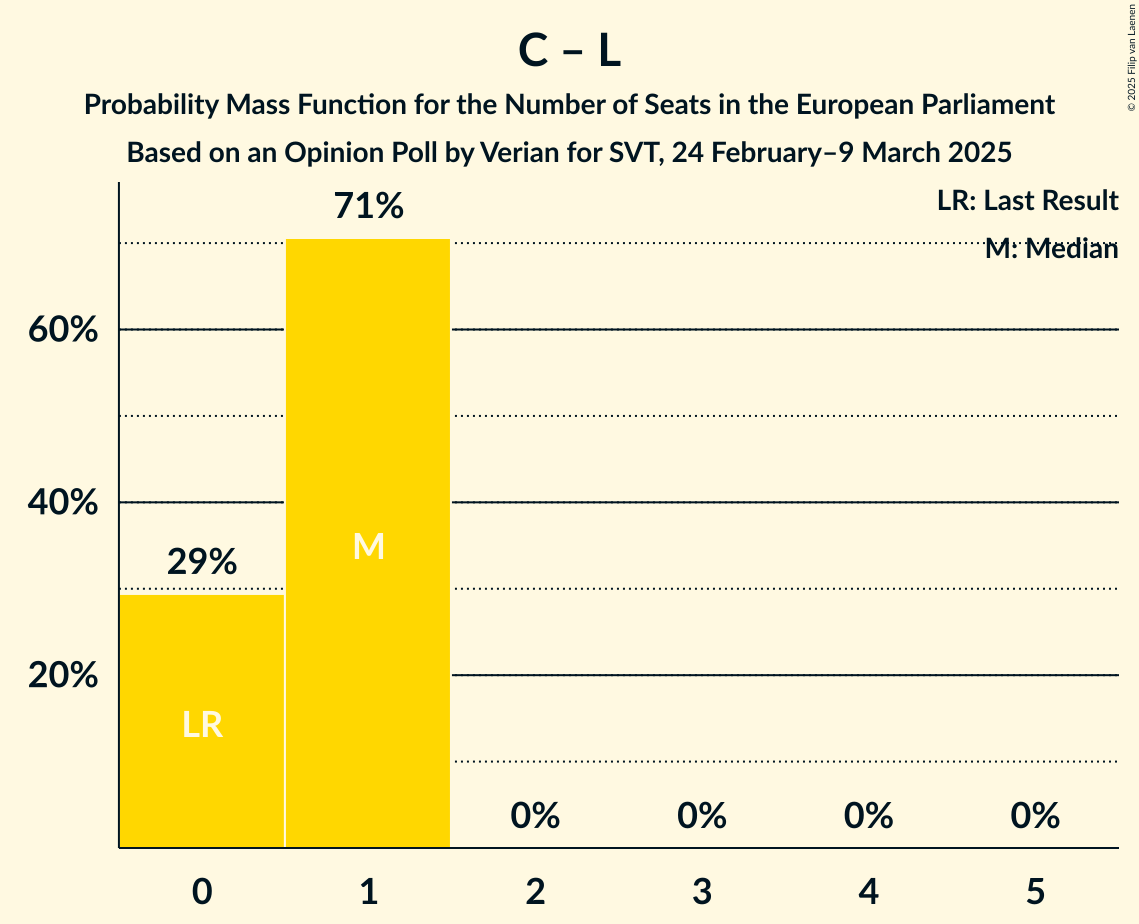 C – L
Probability Mass Function for the Number of Seats in the European Parliament
Based on an Opinion Poll by Verian for SVT, 24 February–9 March 2025
© 2025 Filip van Laenen
LR: Last Result
M: Median
71%
60%
40%
29%
20%
M
LR
0%
0%
0%
0%
0
1
2
3
4
5